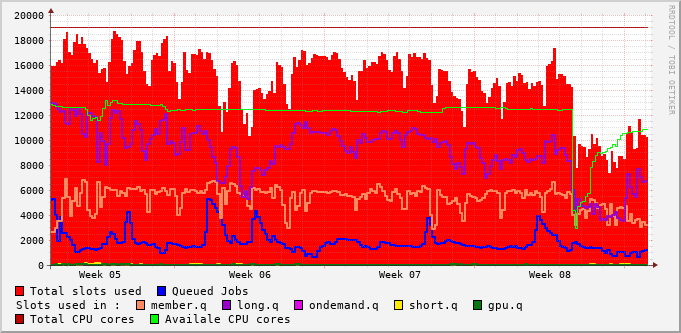 RRDTOOL / TOBI OETIKER
20000
18000
16000
14000
12000
10000
8000
6000
4000
2000
0
Week 05 Week 06 Week 07 Week 08
Total slots used Queued Jobs
Slots used in : member.q long.q ondemand.q short.q gpu.q
Total CPU cores Availale CPU cores